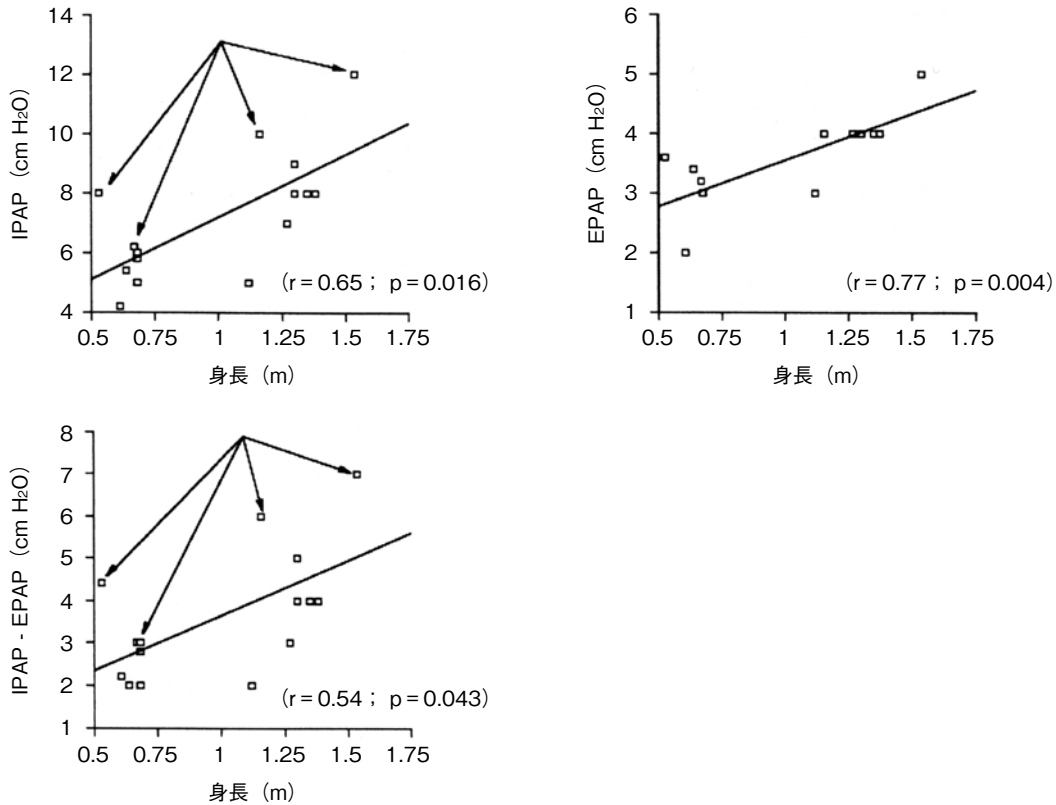 14
12
10
8
6
4
IPAP（cm H₂O）
0.5 0.75 1 1.25 1.5 1.75
身長（m）
（r＝0.65； p＝0.016）
6
5
4
3
2
1
EPAP（cm H₂O）
0.5 0.75 1 1.25 1.5 1.75
身長（m）
（r＝0.77； p＝0.004）
8
7
6
5
4
3
2
1
IPAP - EPAP（cm H₂O）
0.5 0.75 1 1.25 1.5 1.75
身長（m）
（r＝0.54； p＝0.043）